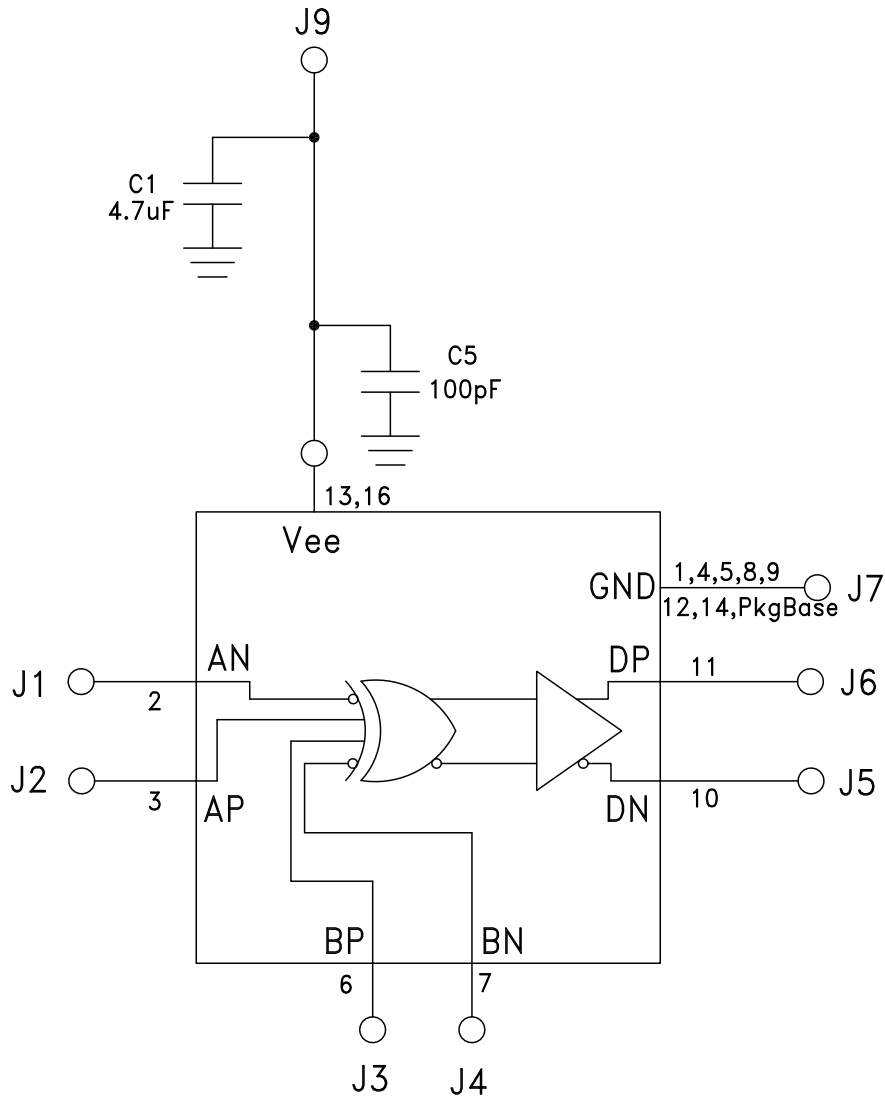 J9
C1
4.7uF
C5
100pF
13,16
Vee
GND
1,4,5,8,9
J7
12,14,PkgBase
AN
DP
11
J1
2
J6
J2
3
AP
DN
10
J5
BP
BN
6
7
J3
J4